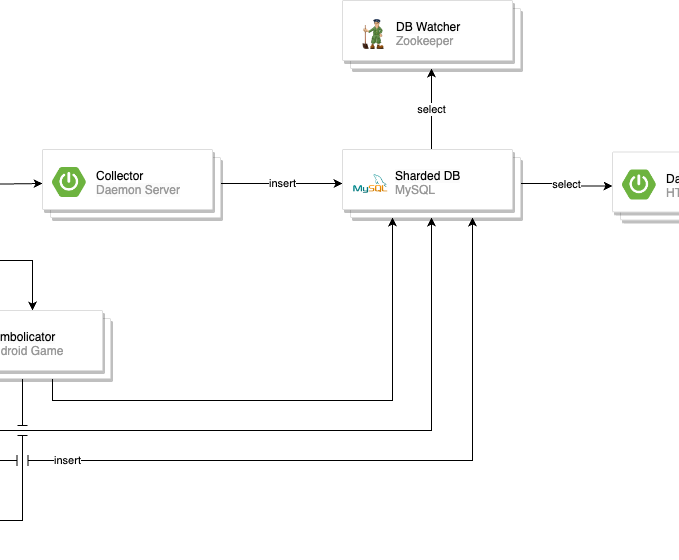 DB Watcher
Zookeeper
select
Collector
Daemon Server
insert
MySQL
Sharded DB
MySQL
select
Da
HT
mbolicator
droid Game
insert